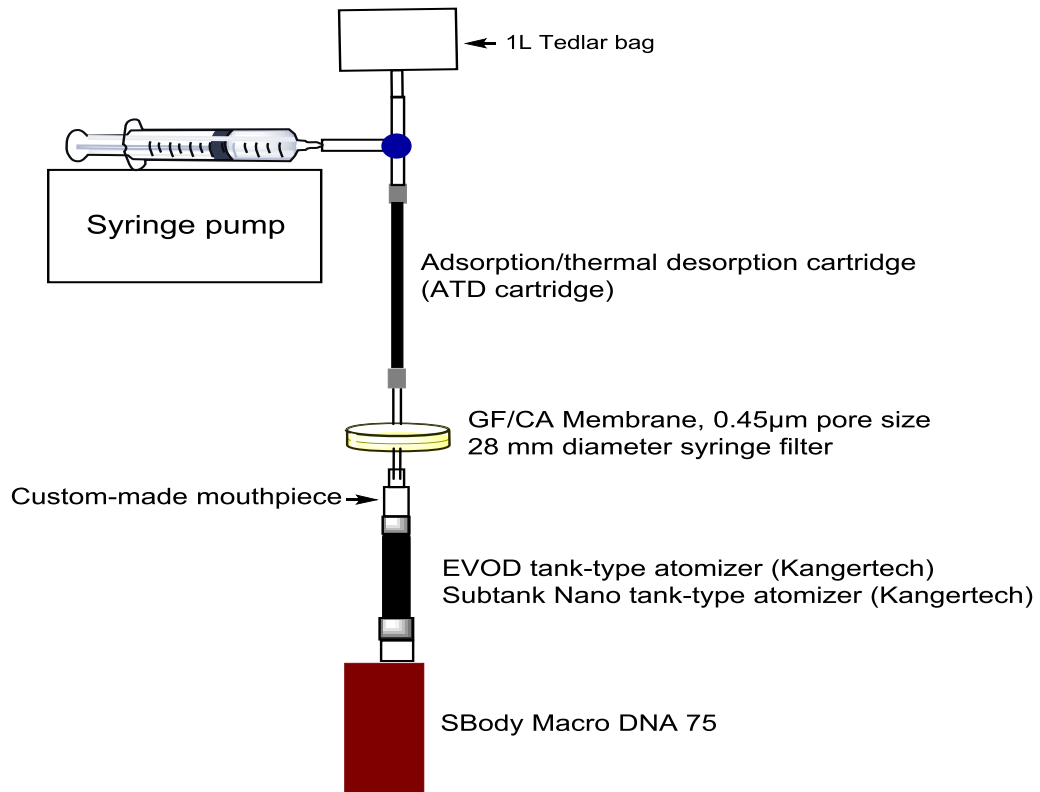 1L Tedlar bag
Syringe pump
Adsorption/thermal desorption cartridge
(ATD cartridge)
GF/CA Membrane, 0.45µm pore size
28 mm diameter syringe filter
Custom-made mouthpiece
EVOD tank-type atomizer (Kangertech)
Subtank Nano tank-type atomizer (Kangertech)
SBody Macro DNA 75